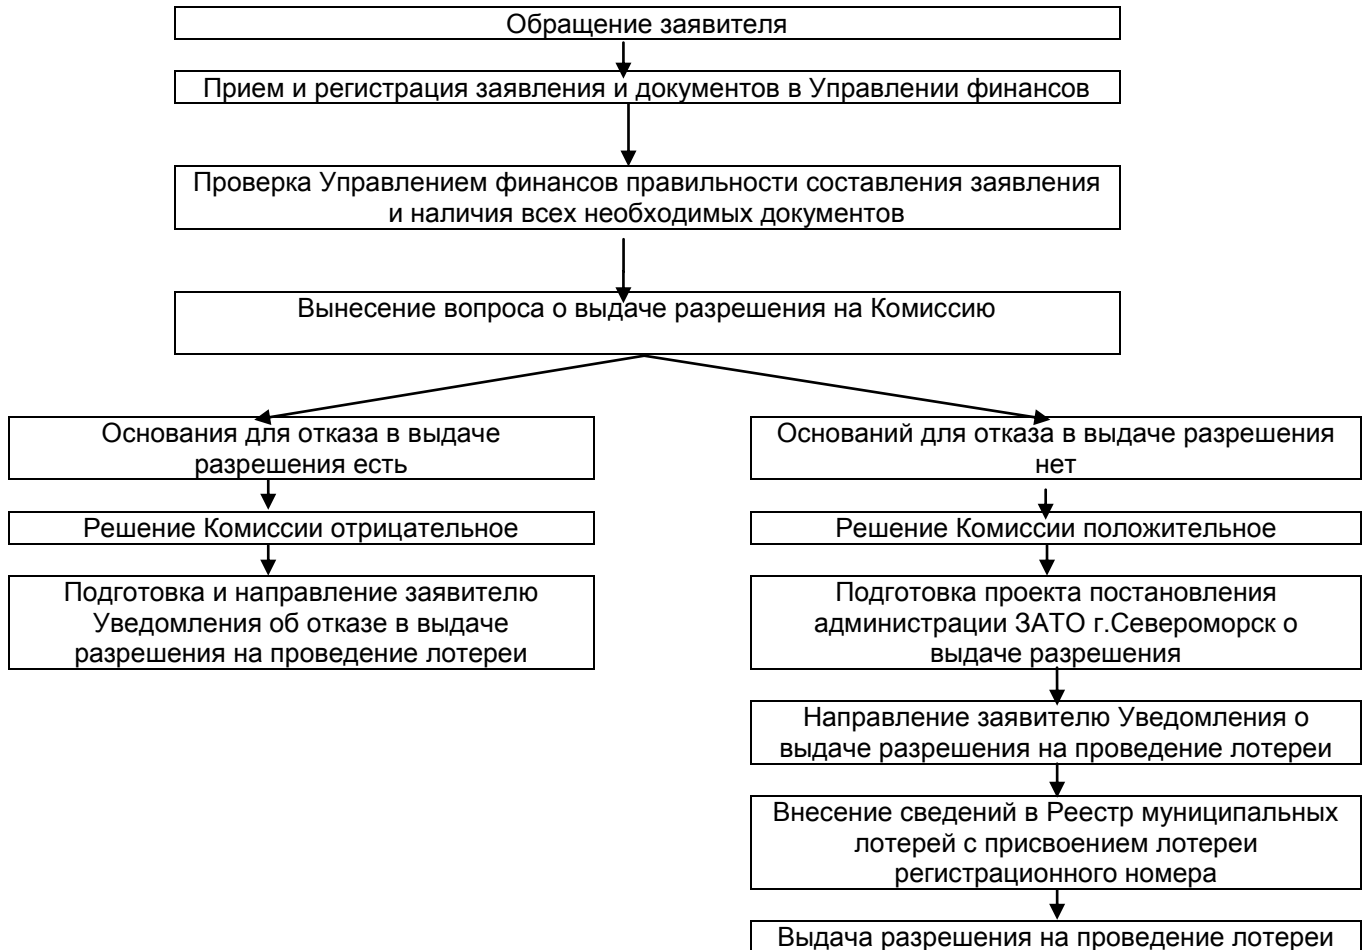 Обращение заявителя
Прием и регистрация заявления и документов в Управлении финансов
Проверка Управлением финансов правильности составления заявления
и наличия всех необходимых документов
Вынесение вопроса о выдаче разрешения на Комиссию
Основания для отказа в выдаче
разрешения есть
Решение Комиссии отрицательное
Подготовка и направление заявителю
Уведомления об отказе в выдаче
разрешения на проведение лотереи
Оснований для отказа в выдаче разрешения
нет
Решение Комиссии положительное
Подготовка проекта постановления
администрации ЗАТО г.Североморск о
выдаче разрешения
Направление заявителю Уведомления о
выдаче разрешения на проведение лотереи
Внесение сведений в Реестр муниципальных
лотерей с присвоением лотереи
регистрационного номера
Выдача разрешения на проведение лотереи